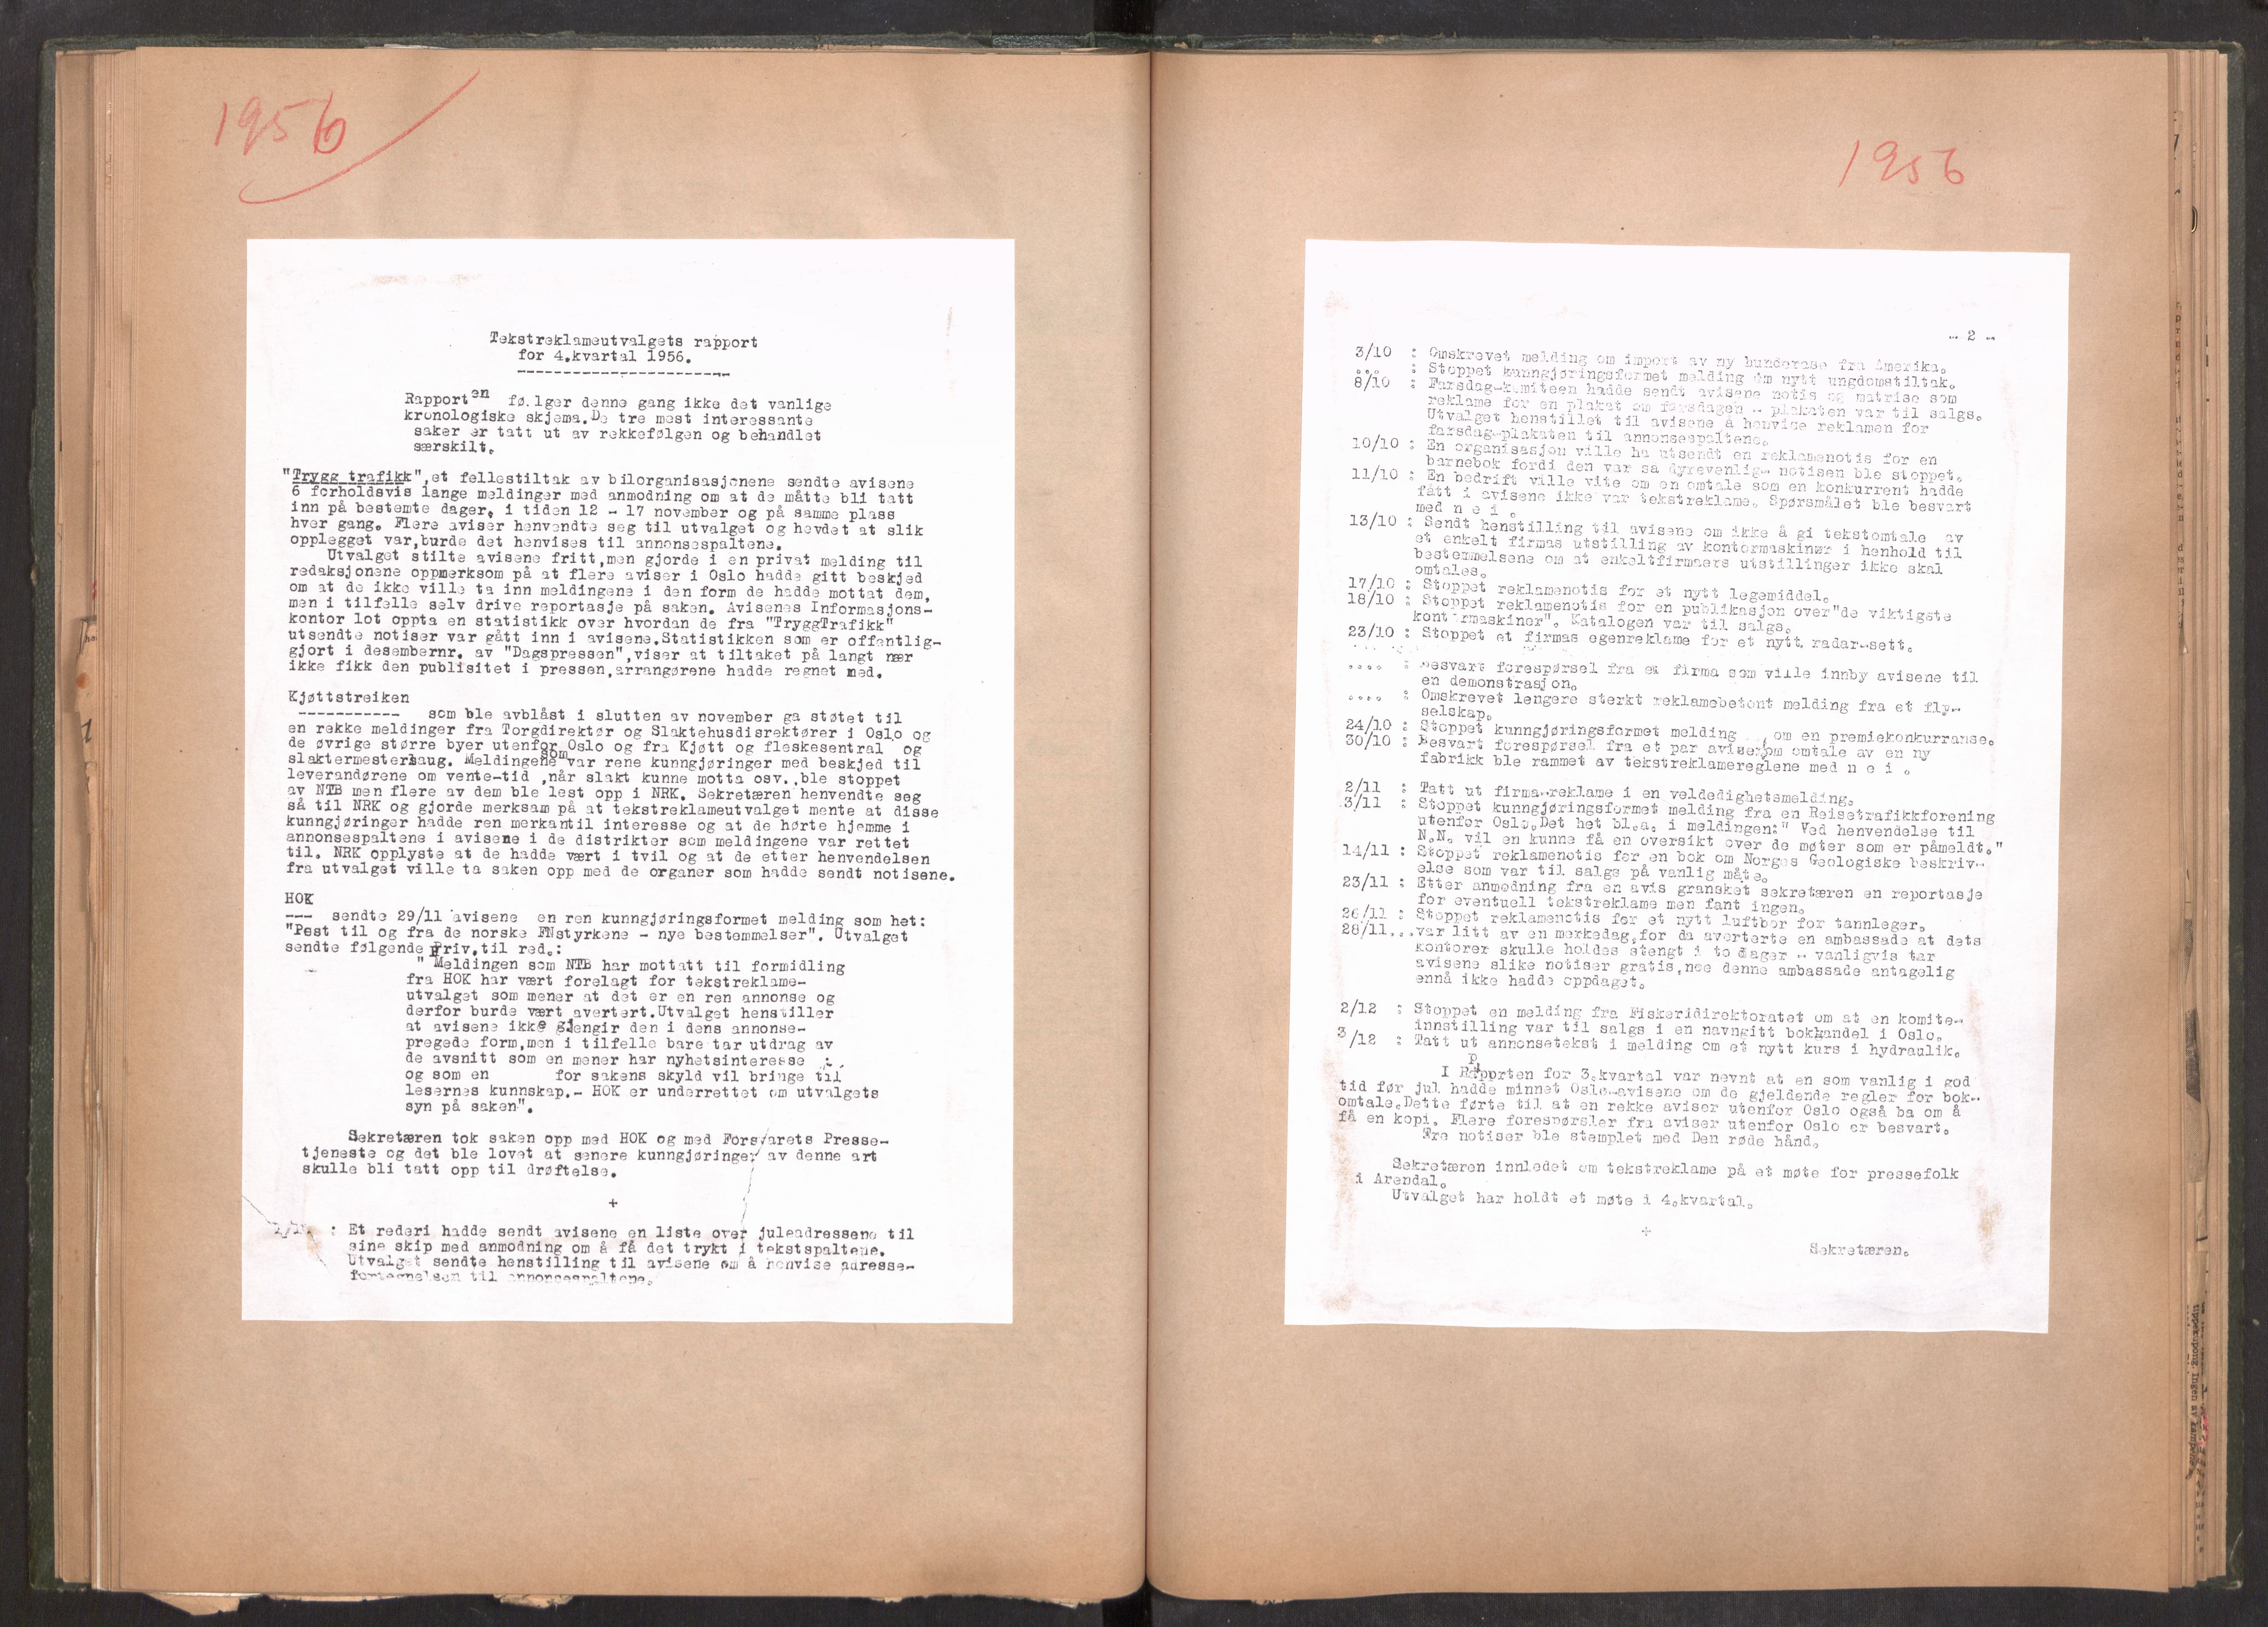 1956
Tekstreklameutvalgets rapport
for 4.kvartal 1956.
-----------------------
Rapporten fø.lger denne gang ikke det vanlige
kronologiske skjema. De tre mest interessante
saker er tatt ut av rekkefølgen og behandlet
særskilt.
"Trygg trafikk",et fellestiltak av bilorganisasjonene sendte avisene
6 forholdsvis lange meldinger med anmodning om at de måtte bli tatt
inn på bestemte dager, i tiden 12 - 17 november og på samme plass
hver gang. Flere aviser henvendte seg til utvalget og hevdet at slik
opplegget var,burde det henvises til annonsespaltene.
Utvalget stilte avisene fritt,men gjorde i en privat melding til
redaksjonene oppmerksom på at flere aviser i Oslo hadde gitt beskjed
om at de ikke ville ta inn meldingene i den form de hadde mottat dem,
men i tilfelle selv drive reportasje på saken. Avisenes Informasjons-
kontor lot oppta en statistikk over hvordan de fra "TryggTrafikk"
utsendte notiser var gått inn i avisene.Statistikken som er offentlig-
gjort i desembernr. av "Dagspressen",viser at tiltaket på langt nær
ikke fikk den publisitet i pressen,arrangørene hadde regnet med.
Kjøttstreiken
----------- som ble avblåst i slutten av november ga støtet til
en rekke meldinger fra Torgdirektør og Slaktehusdisrektører i Oslo og
de øvrige større byer utenfor Oslo og fra Kjøtt og fleskesentral og
slaktermesterlaug. Meldingene som var rene kunngjøringer med beskjed til
leverandørene om vente-tid ,når slakt kunne motta osv.,ble stoppet
av NTB men flere av dem ble lest opp i NRK. Sekretæren henvendte seg
så til NRK og gjorde merksam på at tekstreklameutvalget mente at disse
kunngjøringer hadde ren merkantil interesse og at de hørte hjemme i
annonsespaltene i avisene i de distrikter som meldingene var rettet
til. NRK opplyste at de hadde vært i tvil og at de etter henvendelsen
fra utvalget ville ta saken opp med de organer som hadde sendt notisene.
HOK
--- sendte 29/11 avisene en ren kunngjøringsformet melding som het:
"Post til og fra de norske FNstyrkene - nye bestemmelser". Utvalget
sendte følgende Priv.til red.:
" Meldingen som NTB har mottatt til formidling
fra HOK har vært forelagt for tekstreklame-
utvalget som mener at det er en ren annonse og
derfor burde vært avertert.Utvalget henstiller
at avisene ikke gjengir den i dens annonse-
pregede form,men i tilfelle bare tar utdrag av
de avsnitt som en mener har nyhetsinteresse
og som en for sakens skyld vil bringe til
lesernes kunnskap.- HOK er underrettet om utvalgets
syn på saken".
Sekretæren tok saken opp med HOK og med Forsvarets Presse-
tjeneste og det ble lovet at senere kunngjøringer av denne art
skulle bli tatt opp til drøftelse.
+
: Et rederi hadde sendt avisene en liste over juleadressene til
sine skip med anmodning om å få det trykt i tekstspaltene.
Utvalget sendte henstilling til avisene om å henvise adresse-
fortegnelsen til annonsespaltene.
1956
- 2 -
3/10 : Omskrevet melding om import av ny hunderase fra Amerika.
... : Stoppet kunngjøringsformet melding om nytt ungdomstiltak.
8/10 : Farsdag-komiteen hadde sendt avisene notis og matrise som
reklame for en plakat om farsdagen - plakaten var til salgs.
Utvalget henstillet til avisene å henvise reklamen for
farsdag-plakaten til annonsespaltene.
10/10 : En organisasjon ville ha utsendt en reklamenotis for en
barnebok fordi den var så dyrevenlig- notisen ble stoppet.
11/10 : En bedrift ville vite om en omtale som en konkurrent hadde
fått i avisene ikke var tekstreklame. Spørsmålet ble besvart
med n e i .
13/10 : Sendt henstilling til avisene om ikke å gi tekstomtale av
et enkelt firmas utstilling av kontormaskiner i henhold til
bestemmelsene om at enkeltfirmaers utstillinger ikke skal
omtales.
17/10 : Stoppet reklamenotis for et nytt legemiddel.
18/10 : Stoppet reklamenotis for en publikasjon over"de viktigste
kontormaskiner". Katalogen var til salgs.
23/10 : Stoppet et firmas egenreklame for et nytt radar-sett.
.... : Besvart forespørsel fra et firma som ville innby avisene til
en demonstrasjon.
.... : Omskrevet lengere sterkt reklamebetont melding fra et fly-
selskap.
24/10 : Stoppet kunngjøringsformet melding , om en premiekonkurranse.
30/10 : Besvart forespørsel fra et par aviser om omtale av en ny
fabrikk ble rammet av tekstreklamereglene med n e i .
2/11 : Tatt ut firma-reklame i en veldedighetsmelding.
3/11 : Stoppet kunngjøringsformet melding fra en Reisetrafikkforening
utenfor Oslo.Det het bl.a. i meldingen:" Ved henvendelse til
N.N. vil en kunne få en oversikt over de møter som er påmeldt."
14/11 : Stoppet reklamenotis for en bok om Norges Geologiske beskriv-
else som var til salgs på vanlig måte.
23/11 : Etter anmodning fra en avis gransket sekretæren en reportasje
for eventuell tekstreklame men fant ingen.
26/11 : Stoppet reklamenotis for et nytt luftbor for tannleger.
28/11...var litt av en merkedag,for da averterte en ambassade at dets
kontorer skulle holdes stengt i to dager - vanligvis tar
avisene slike notiser gratis,noe denne ambassade antagelig
ennå ikke hadde oppdaget.
2/12 : Stoppet en melding fra Fiskeridirektoratet om at en komite-
innstilling var til salgs i en navngitt bokhandel i Oslo.
3/12 : Tatt ut annonsetekst i melding om et nytt kurs i hydraulik.
I Rapporten for 3.kvartal var nevnt at en som vanlig i god
tid før jul hadde minnet Oslo-avisene om de gjeldende regler for bok-
omtale.Dette førte til at en rekke aviser utenfor Oslo også ba om å
få en kopi. Flere forespørsler fra aviser utenfor Oslo er besvart.
Tre notiser ble stemplet med Den røde hånd.
Sekretæren innledet om tekstreklame på et møte for pressefolk
i Arendal.
Utvalget har holdt et møte i 4.kvartal.
+
Sekretæren.